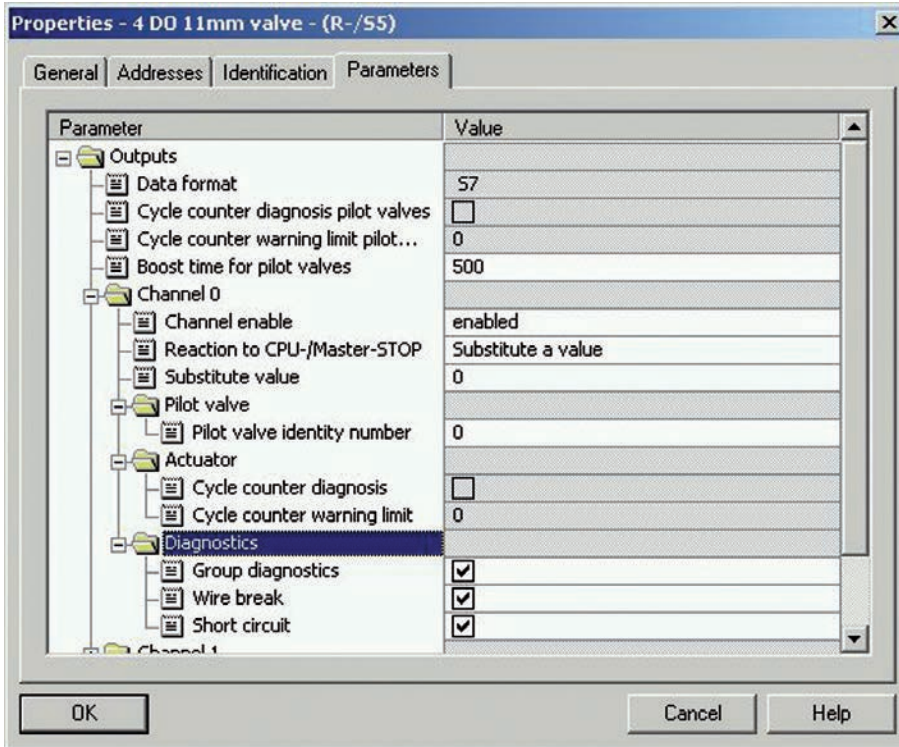 Properties - 4 DO 11mm valve - (R-/S5)
General Addresses Identification Parameters
Parameter Value
Outputs
Data format S7
Cycle counter diagnosis pilot valves
Cycle counter warning limit pilot... 0
Boost time for pilot valves 500
Channel 0
Channel enable enabled
Reaction to CPU-/Master-STOP Substitute a value
Substitute value 0
Pilot valve
Pilot valve identity number 0
Actuator
Cycle counter diagnosis
Cycle counter warning limit 0
Diagnostics
Group diagnostics
Wire break
Short circuit
Channel 1
OK Cancel Help